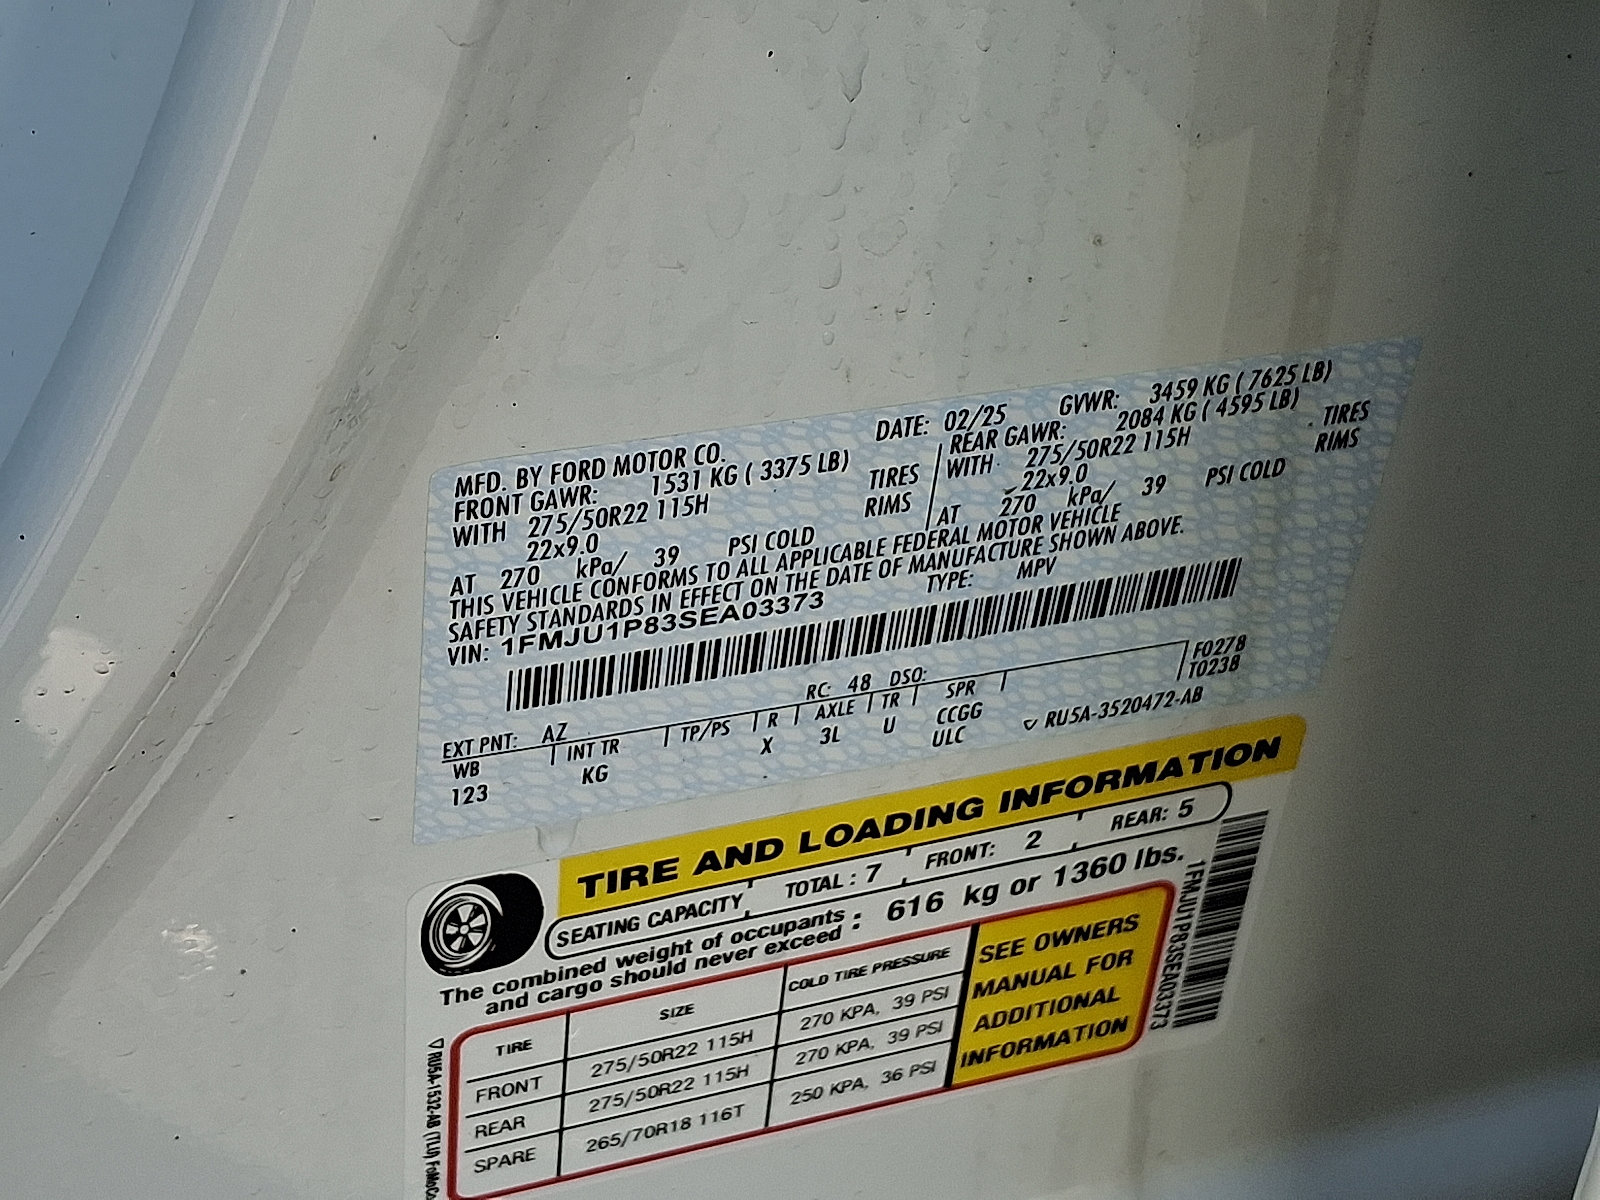 MFD. BY FORD MOTOR CO. DATE: 02/25 GVWR: 3459 KG ( 7625 LB)
FRONT GAWR: 1531 KG ( 3375 LB) REAR GAWR: 2084 KG ( 4595 LB)
WITH 275/50R22 115H TIRES WITH 275/50R22 115H TIRES
22x9.0 RIMS 22x9.0 RIMS
AT 270 kPa/ 39 PSI COLD AT 270 kPa/ 39 PSI COLD
THIS VEHICLE CONFORMS TO ALL APPLICABLE FEDERAL MOTOR VEHICLE
SAFETY STANDARDS IN EFFECT ON THE DATE OF MANUFACTURE SHOWN ABOVE.
VIN: 1FMJU1P83SEA03373 TYPE: MPV
EXT PNT: AZ RC: 48 DSO: F0278
WB INT TR TP/PS R AXLE TR SPR T0238
123 KG X 3L U CCGG RU5A-3520472-AB
ULC
TIRE AND LOADING INFORMATION
SEATING CAPACITY TOTAL : 7 FRONT: 2 REAR: 5
The combined weight of occupants
and cargo should never exceed : 616 kg or 1360 lbs.
TIRE SIZE COLD TIRE PRESSURE
FRONT 275/50R22 115H 270 KPA, 39 PSI
REAR 275/50R22 115H 270 KPA, 39 PSI
SPARE 265/70R18 116T 250 KPA, 36 PSI
SEE OWNERS
MANUAL FOR
ADDITIONAL
INFORMATION
1FMJU1P83SEA03373
RU5A-1532-AB (TLU) FoMoCo